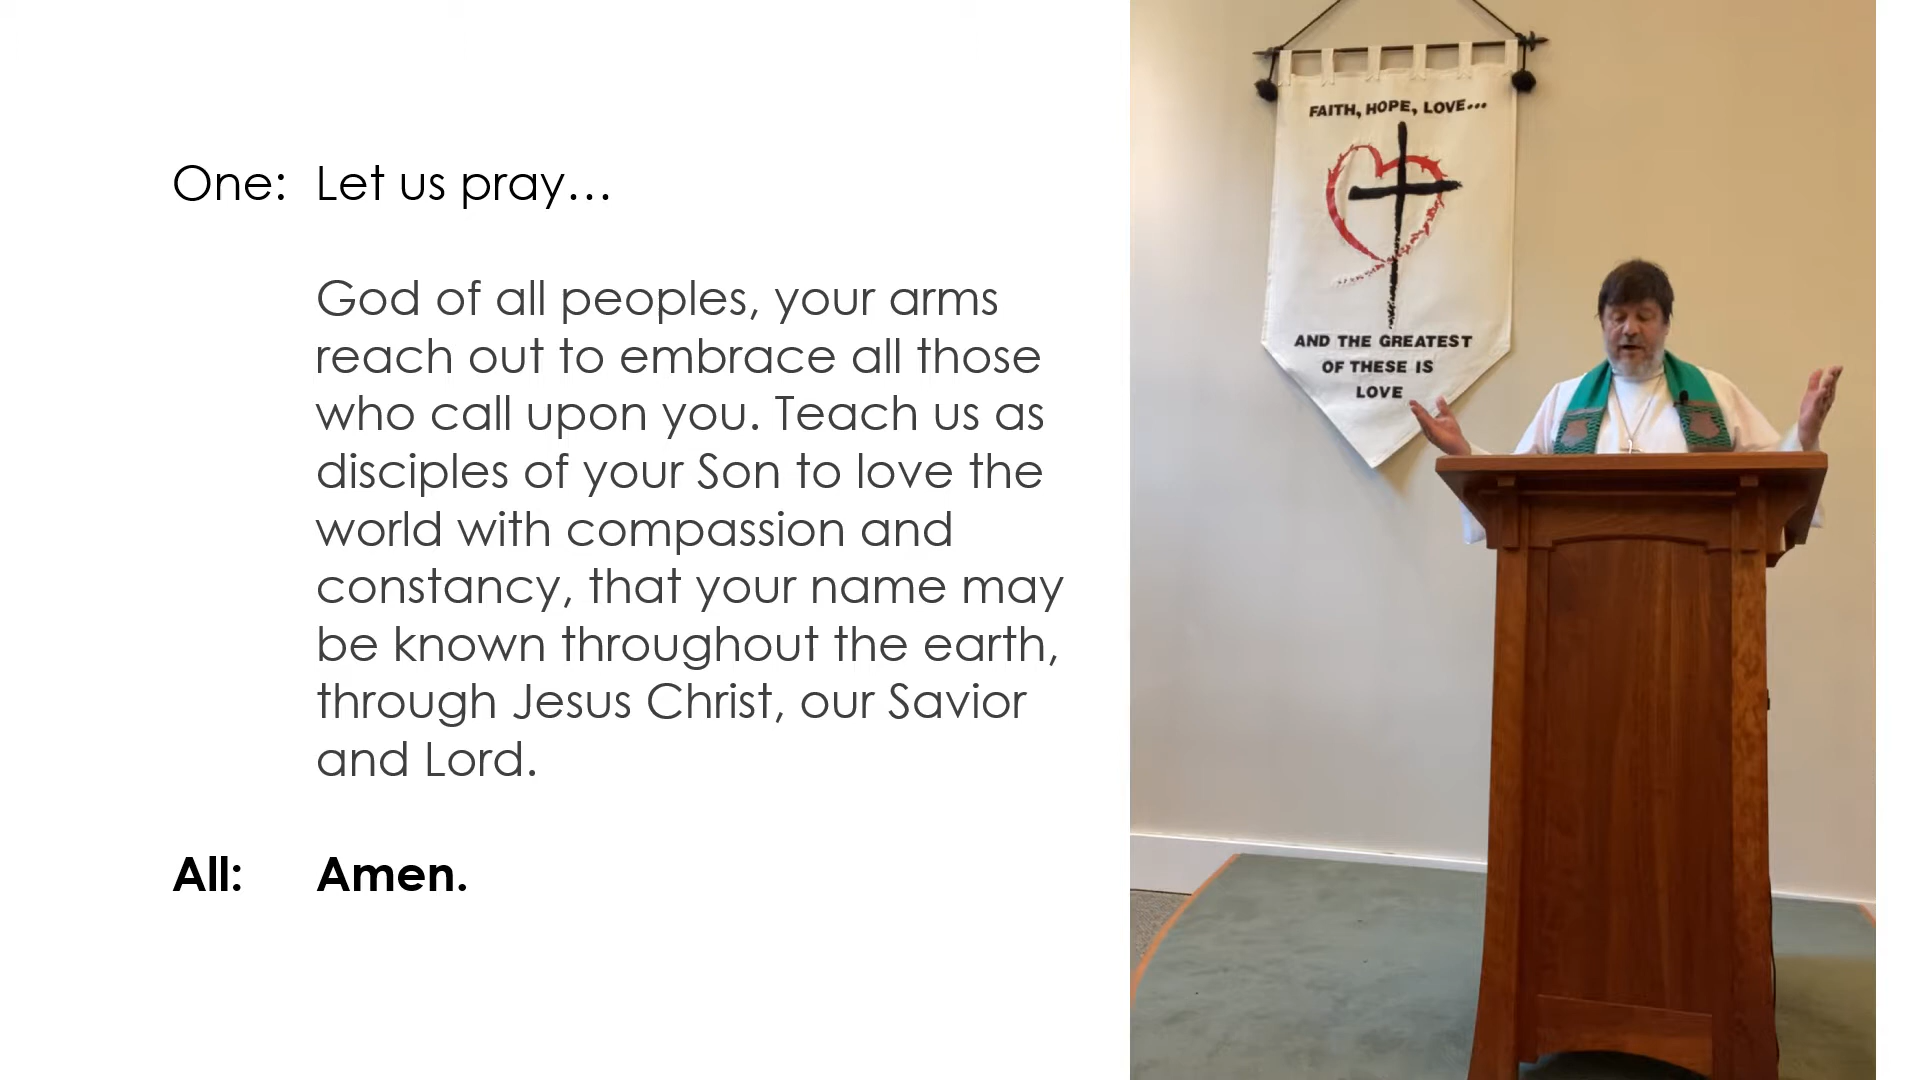 One: Let us pray…
God of all peoples, your arms
reach out to embrace all those
who call upon you. Teach us as
disciples of your Son to love the
world with compassion and
constancy, that your name may
be known throughout the earth,
through Jesus Christ, our Savior
and Lord.
All: Amen.
FAITH, HOPE, LOVE...
AND THE GREATEST
OF THESE IS
LOVE